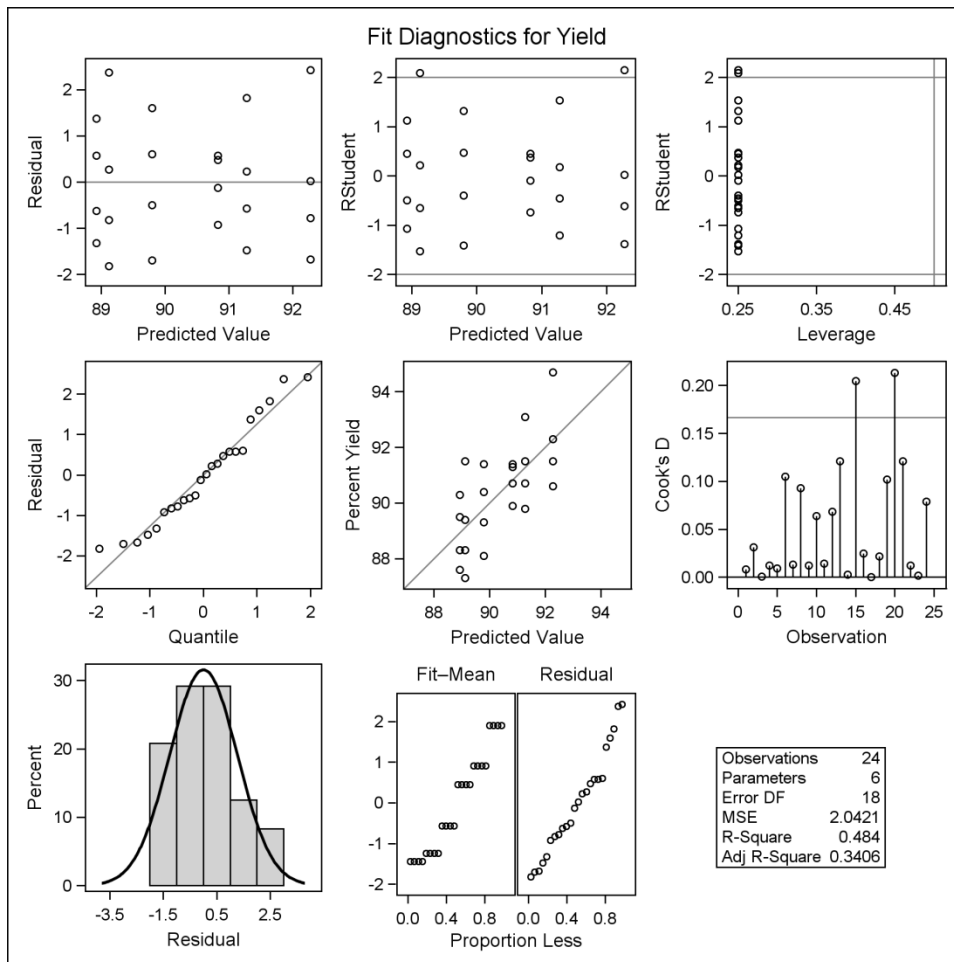 Fit Diagnostics for Yield
Residual
2
1
0
-1
-2
89 90 91 92
Predicted Value
RStudent
2
1
0
-1
-2
89 90 91 92
Predicted Value
RStudent
2
1
0
-1
-2
0.25 0.35 0.45
Leverage
Residual
2
1
0
-1
-2
-2 -1 0 1 2
Quantile
Percent Yield
94
92
90
88
88 90 92 94
Predicted Value
Cook's D
0.20
0.15
0.10
0.05
0.00
0 5 10 15 20 25
Observation
Percent
30
20
10
0
-3.5 -1.5 0.5 2.5
Residual
Fit–Mean Residual
2
1
0
-1
-2
0.0 0.4 0.8 0.0 0.4 0.8
Proportion Less
Observations 24
Parameters 6
Error DF 18
MSE 2.0421
R-Square 0.484
Adj R-Square 0.3406